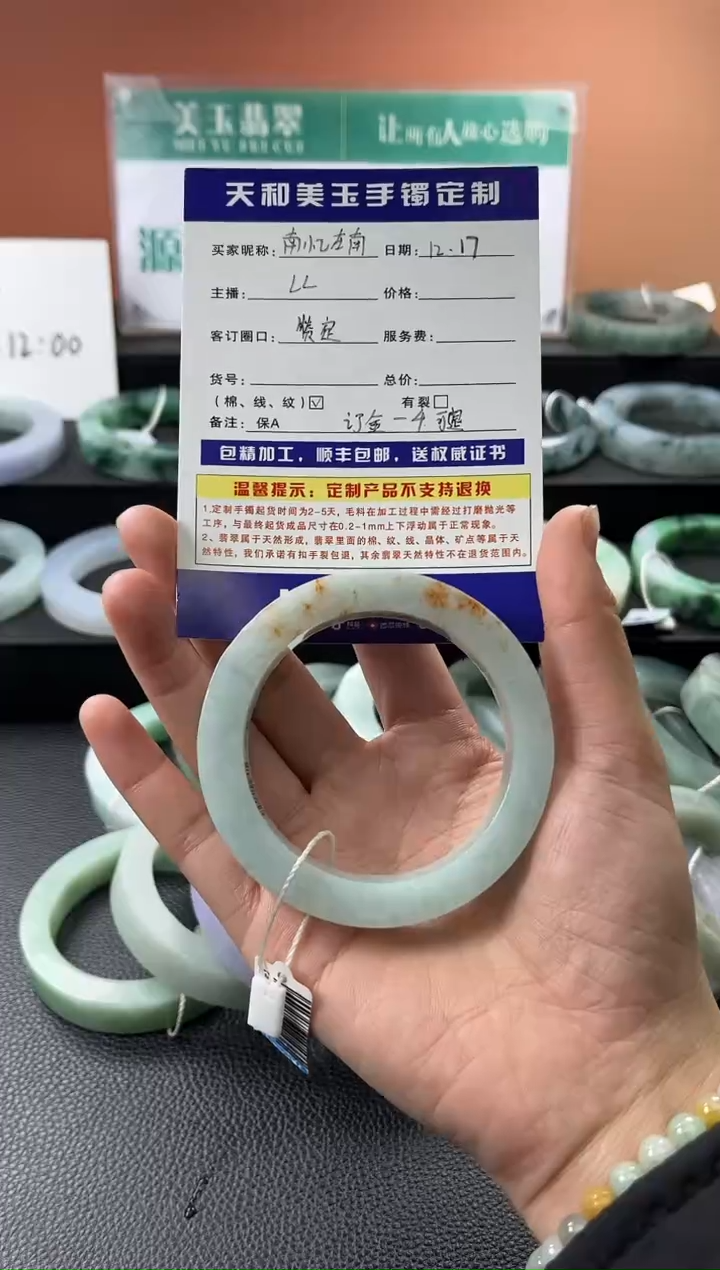 美玉翡翠
MEI YU FEI CUI
让所有人放心选购
源
12:00
天和美玉手镯定制
买家昵称：南忆在南 日期：12.17
主播：LL 价格：
客订圈口： 服务费：
货号： 总价：
（棉、线、纹）☑ 有裂□
备注：保A 订金一千
包精加工，顺丰包邮，送权威证书
温馨提示：定制产品不支持退换
1.定制手镯起货时间为2-5天，毛料在加工过程中需经过打磨抛光等
工序，与最终起货成品尺寸在0.2-1mm上下浮动属于正常现象。
2、翡翠属于天然形成，翡翠里面的棉、纹、线、晶体、矿点等属于天
然特性，我们承诺有扣手裂包退，其余翡翠天然特性不在退货范围内。